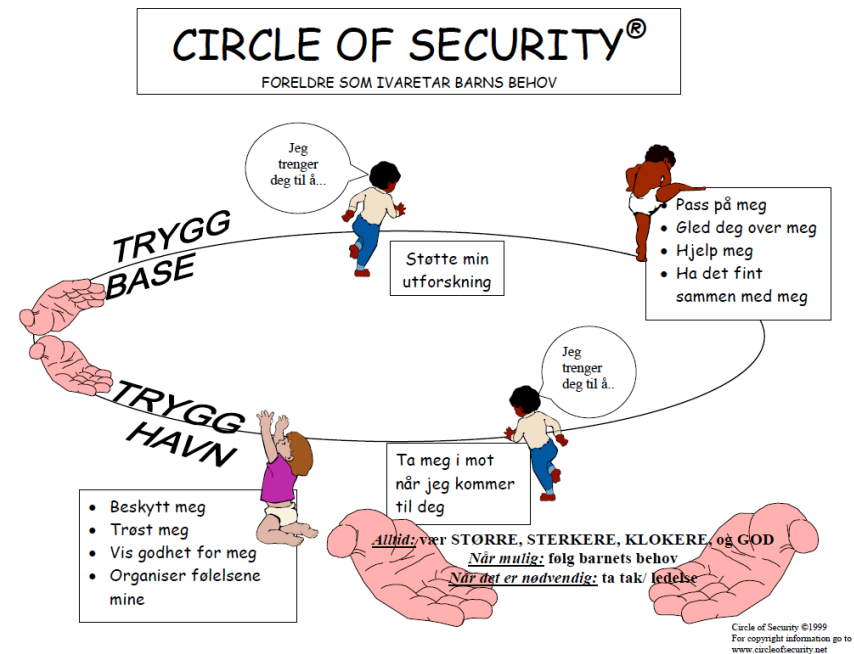 CIRCLE OF SECURITY®
FORELDRE SOM IVARETAR BARNS BEHOV
Jeg
trenger
deg til å...
TRYGG
BASE
Støtte min
utforskning
• Pass på meg
• Gled deg over meg
• Hjelp meg
• Ha det fint
sammen med meg
Jeg
trenger
deg til å..
TRYGG
HAVN
Ta meg i mot
når jeg kommer
til deg
• Beskytt meg
• Trøst meg
• Vis godhet for meg
• Organiser følelsene
mine
Alltid: vær STØRRE, STERKERE, KLOKERE, og GOD
Når mulig: følg barnets behov
Når det er nødvendig: ta tak/ ledelse
Circle of Security ©1999
For copyright information go to
www.circleofsecurity.net